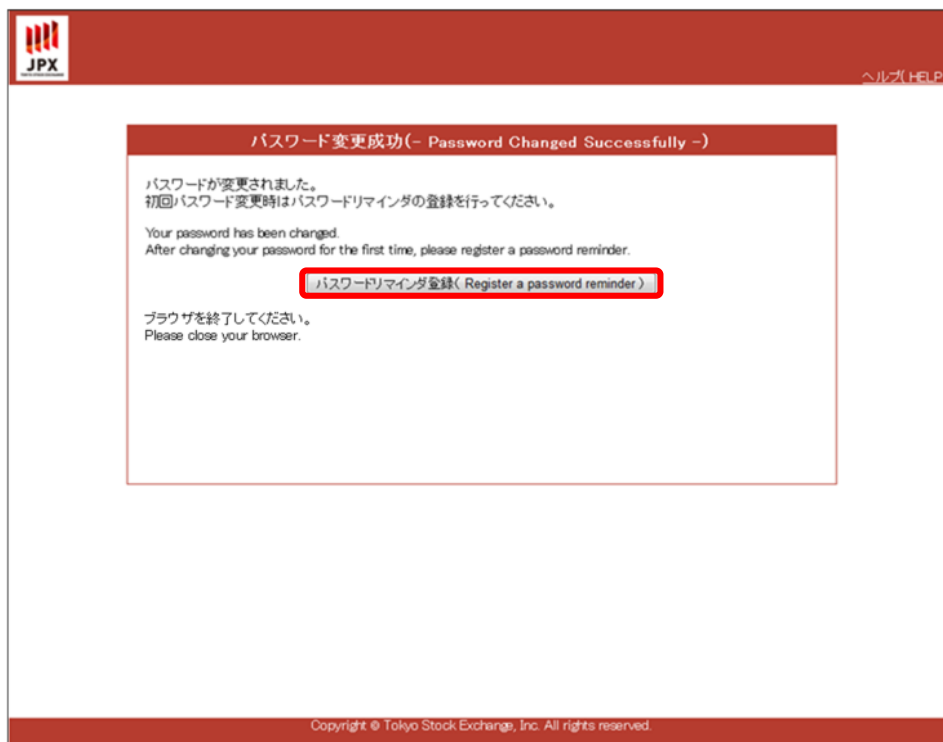 JPX
TOKYO STOCK EXCHANGE
ヘルプ( HELP
パスワード変更成功(- Password Changed Successfully -)
パスワードが変更されました。
初回パスワード変更時はパスワードリマインダの登録を行ってください。
Your password has been changed.
After changing your password for the first time, please register a password reminder.
パスワードリマインダ登録( Register a password reminder )
ブラウザを終了してください。
Please close your browser.
Copyright © Tokyo Stock Exchange, Inc. All rights reserved.